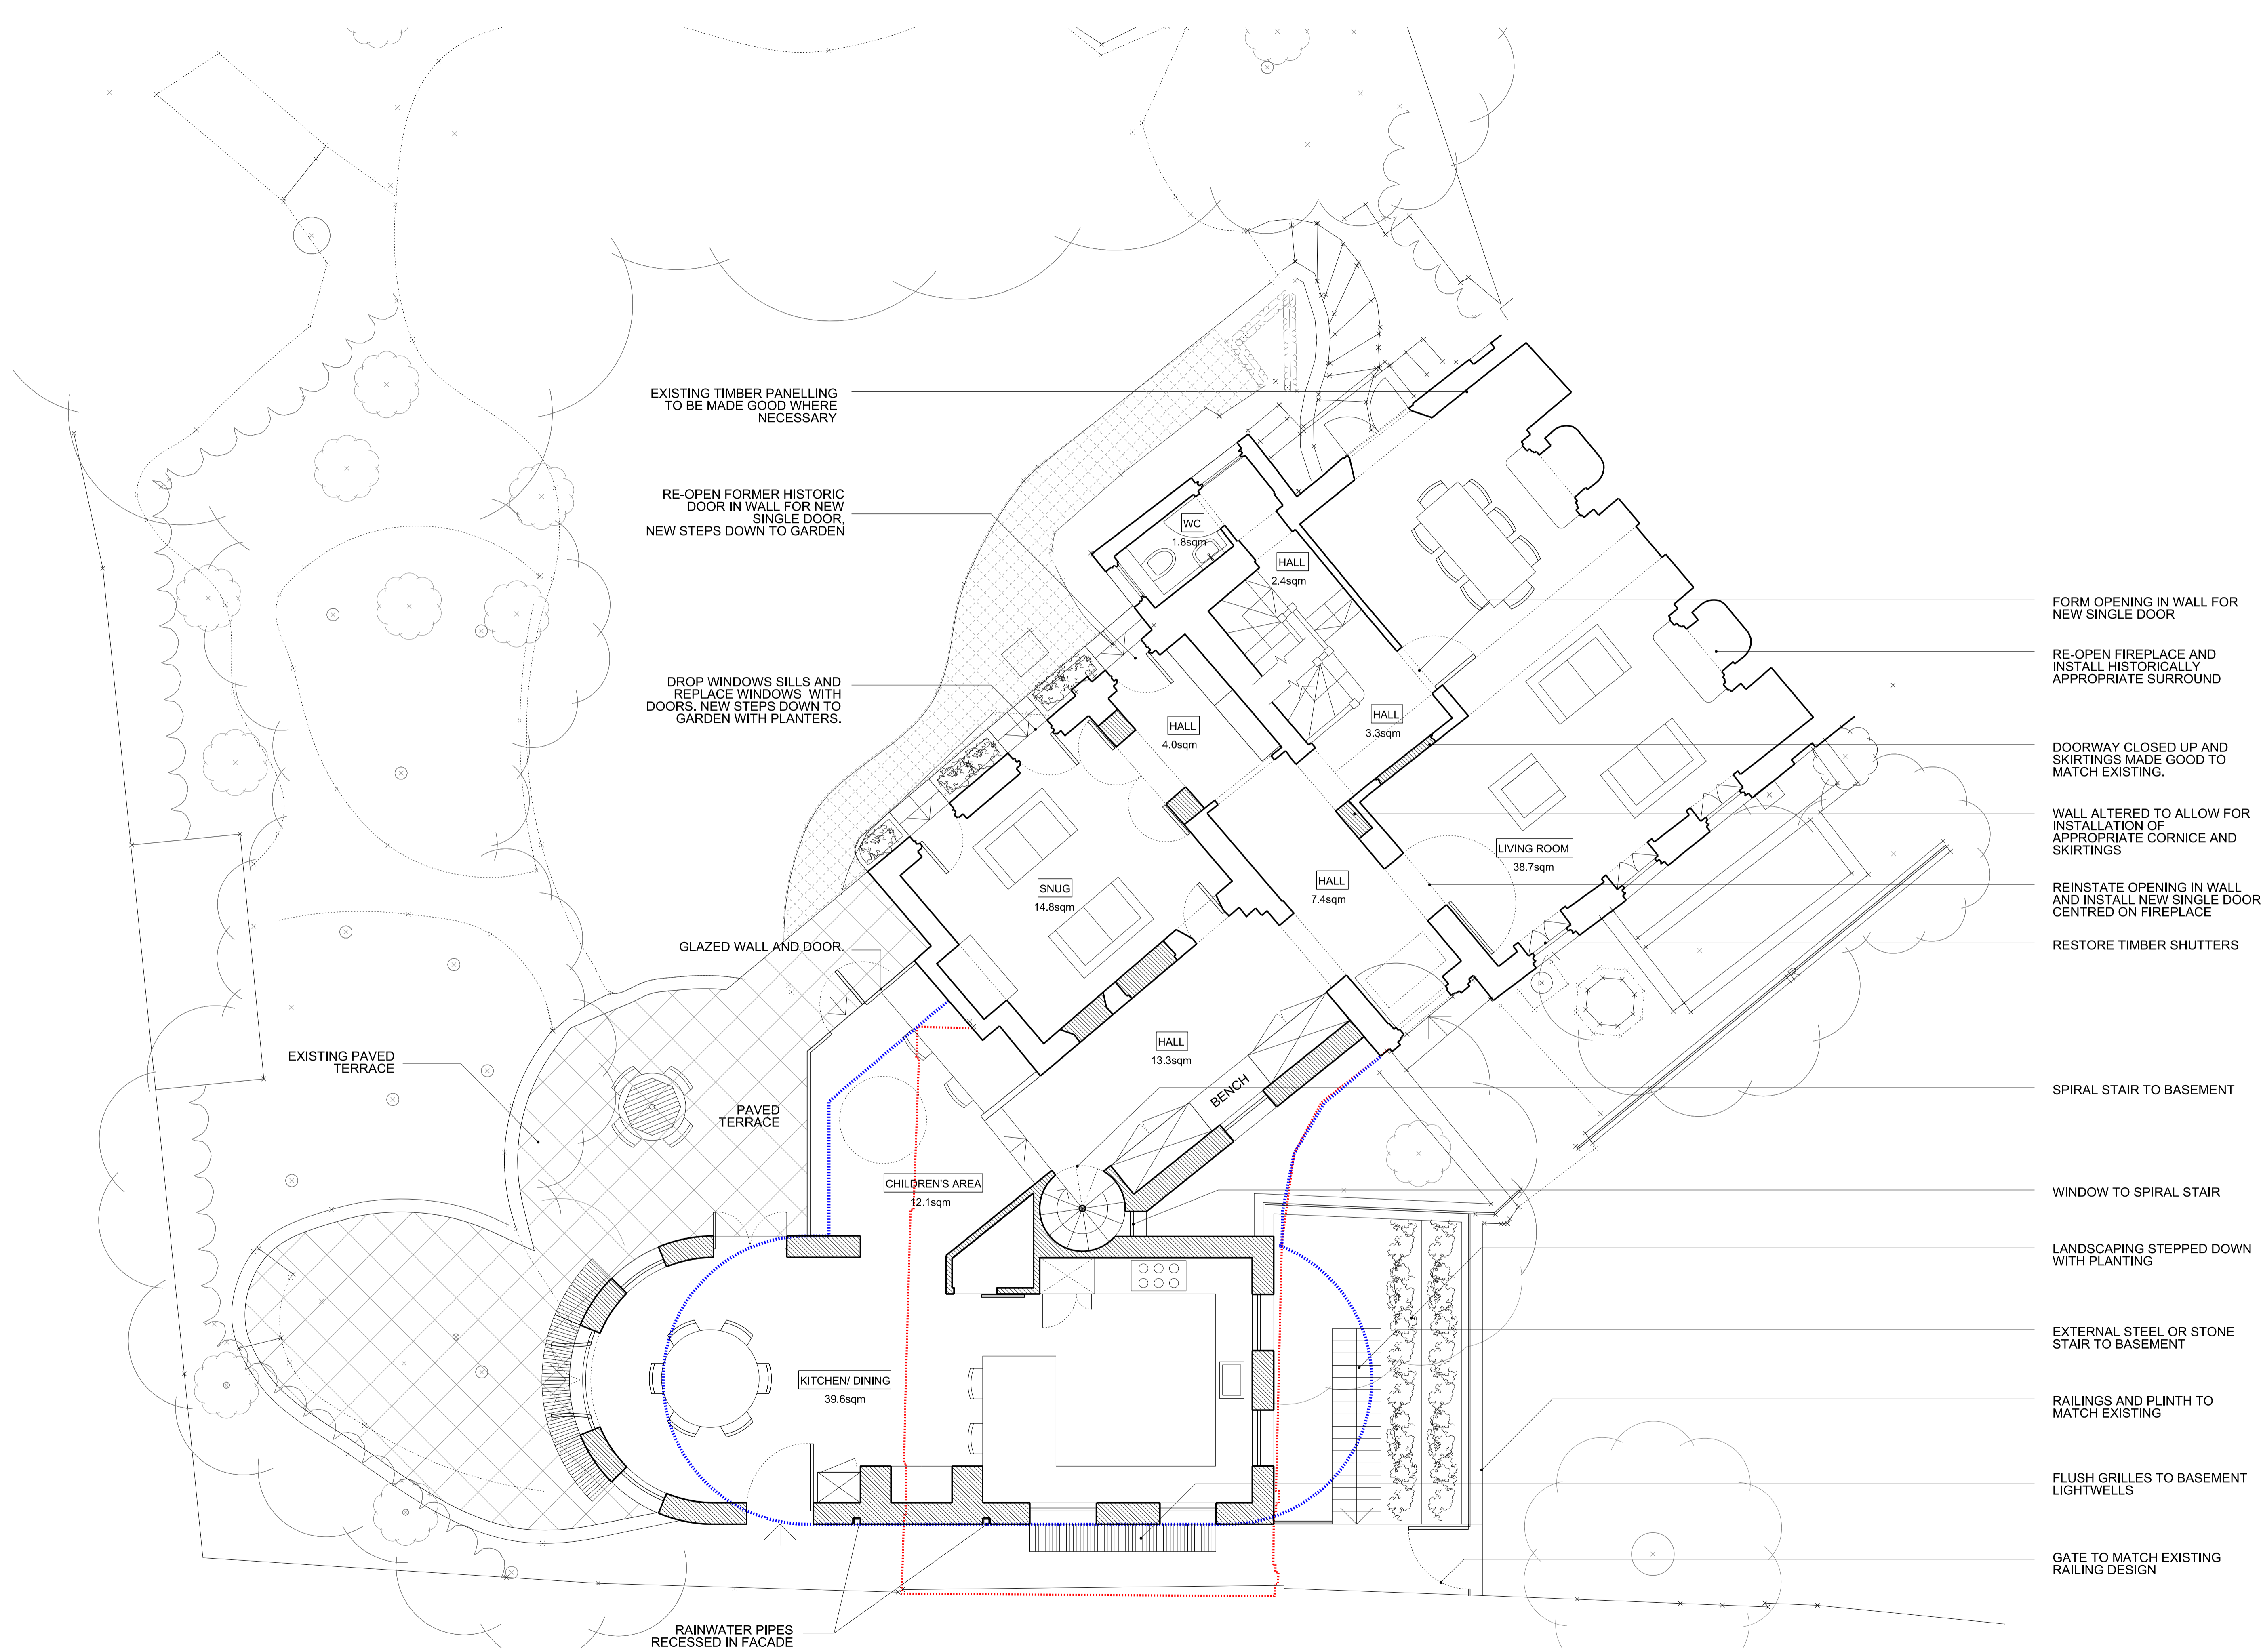 EXISTING TIMBER PANELLING
TO BE MADE GOOD WHERE
NECESSARY
RE-OPEN FORMER HISTORIC
DOOR IN WALL FOR NEW
SINGLE DOOR,
NEW STEPS DOWN TO GARDEN
DROP WINDOWS SILLS AND
REPLACE WINDOWS WITH
DOORS. NEW STEPS DOWN TO
GARDEN WITH PLANTERS.
GLAZED WALL AND DOOR.
EXISTING PAVED
TERRACE
PAVED
TERRACE
WC
1.8sqm
HALL
2.4sqm
HALL
4.0sqm
HALL
3.3sqm
LIVING ROOM
38.7sqm
HALL
7.4sqm
SNUG
14.8sqm
HALL
13.3sqm
BENCH
CHILDREN'S AREA
12.1sqm
KITCHEN/ DINING
39.6sqm
RAINWATER PIPES
RECESSED IN FACADE
FORM OPENING IN WALL FOR
NEW SINGLE DOOR
RE-OPEN FIREPLACE AND
INSTALL HISTORICALLY
APPROPRIATE SURROUND
DOORWAY CLOSED UP AND
SKIRTINGS MADE GOOD TO
MATCH EXISTING.
WALL ALTERED TO ALLOW FOR
INSTALLATION OF
APPROPRIATE CORNICE AND
SKIRTINGS
REINSTATE OPENING IN WALL
AND INSTALL NEW SINGLE DOOR
CENTRED ON FIREPLACE
RESTORE TIMBER SHUTTERS
SPIRAL STAIR TO BASEMENT
WINDOW TO SPIRAL STAIR
LANDSCAPING STEPPED DOWN
WITH PLANTING
EXTERNAL STEEL OR STONE
STAIR TO BASEMENT
RAILINGS AND PLINTH TO
MATCH EXISTING
FLUSH GRILLES TO BASEMENT
LIGHTWELLS
GATE TO MATCH EXISTING
RAILING DESIGN